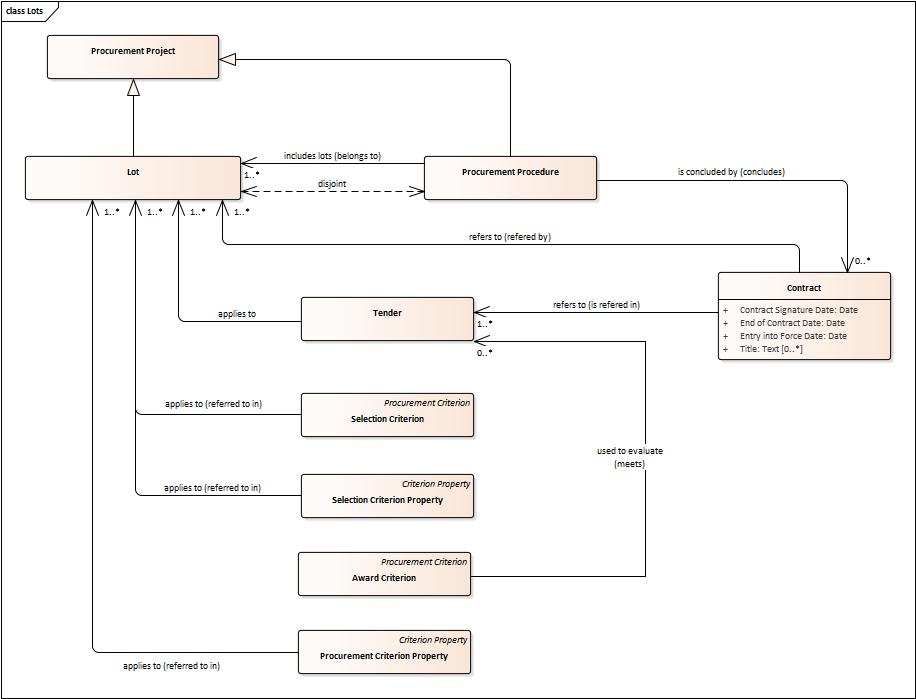 class Lots
Procurement Project
Lot
includes lots (belongs to)
1..*
disjoint
Procurement Procedure
is concluded by (concludes)
1..*
1..*
1..*
1..*
refers to (refered by)
0..*
Contract
+ Contract Signature Date: Date
+ End of Contract Date: Date
+ Entry into Force Date: Date
+ Title: Text [0..*]
applies to
Tender
refers to (is refered in)
1..*
0..*
applies to (referred to in)
Procurement Criterion
Selection Criterion
used to evaluate
(meets)
applies to (referred to in)
Criterion Property
Selection Criterion Property
Procurement Criterion
Award Criterion
Criterion Property
Procurement Criterion Property
applies to (referred to in)